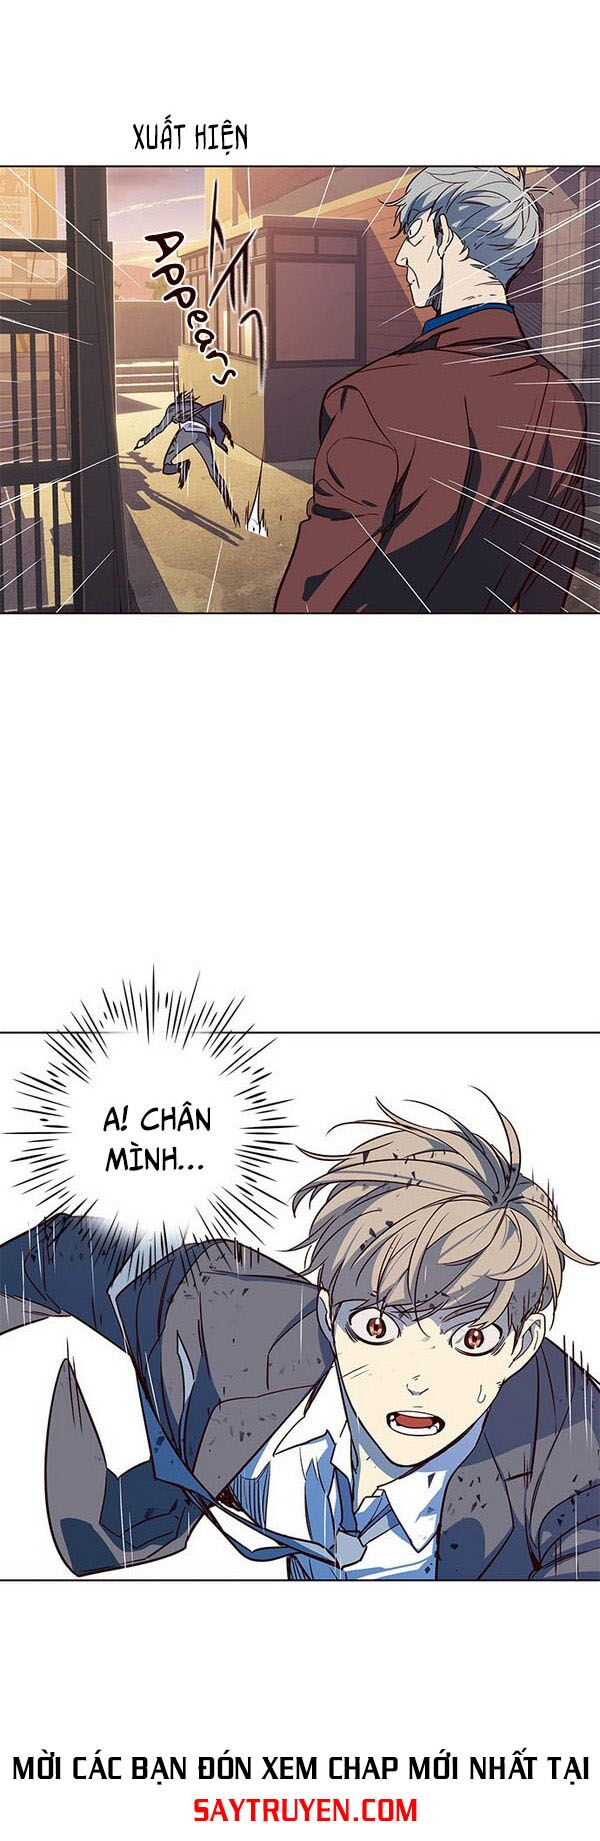 XUẤT HIỆN
Appears
A! CHÂN
MÌNH...
MỜI CÁC BẠN ĐÓN XEM CHAP MỚI NHẤT TẠI
SAYTRUYEN.COM